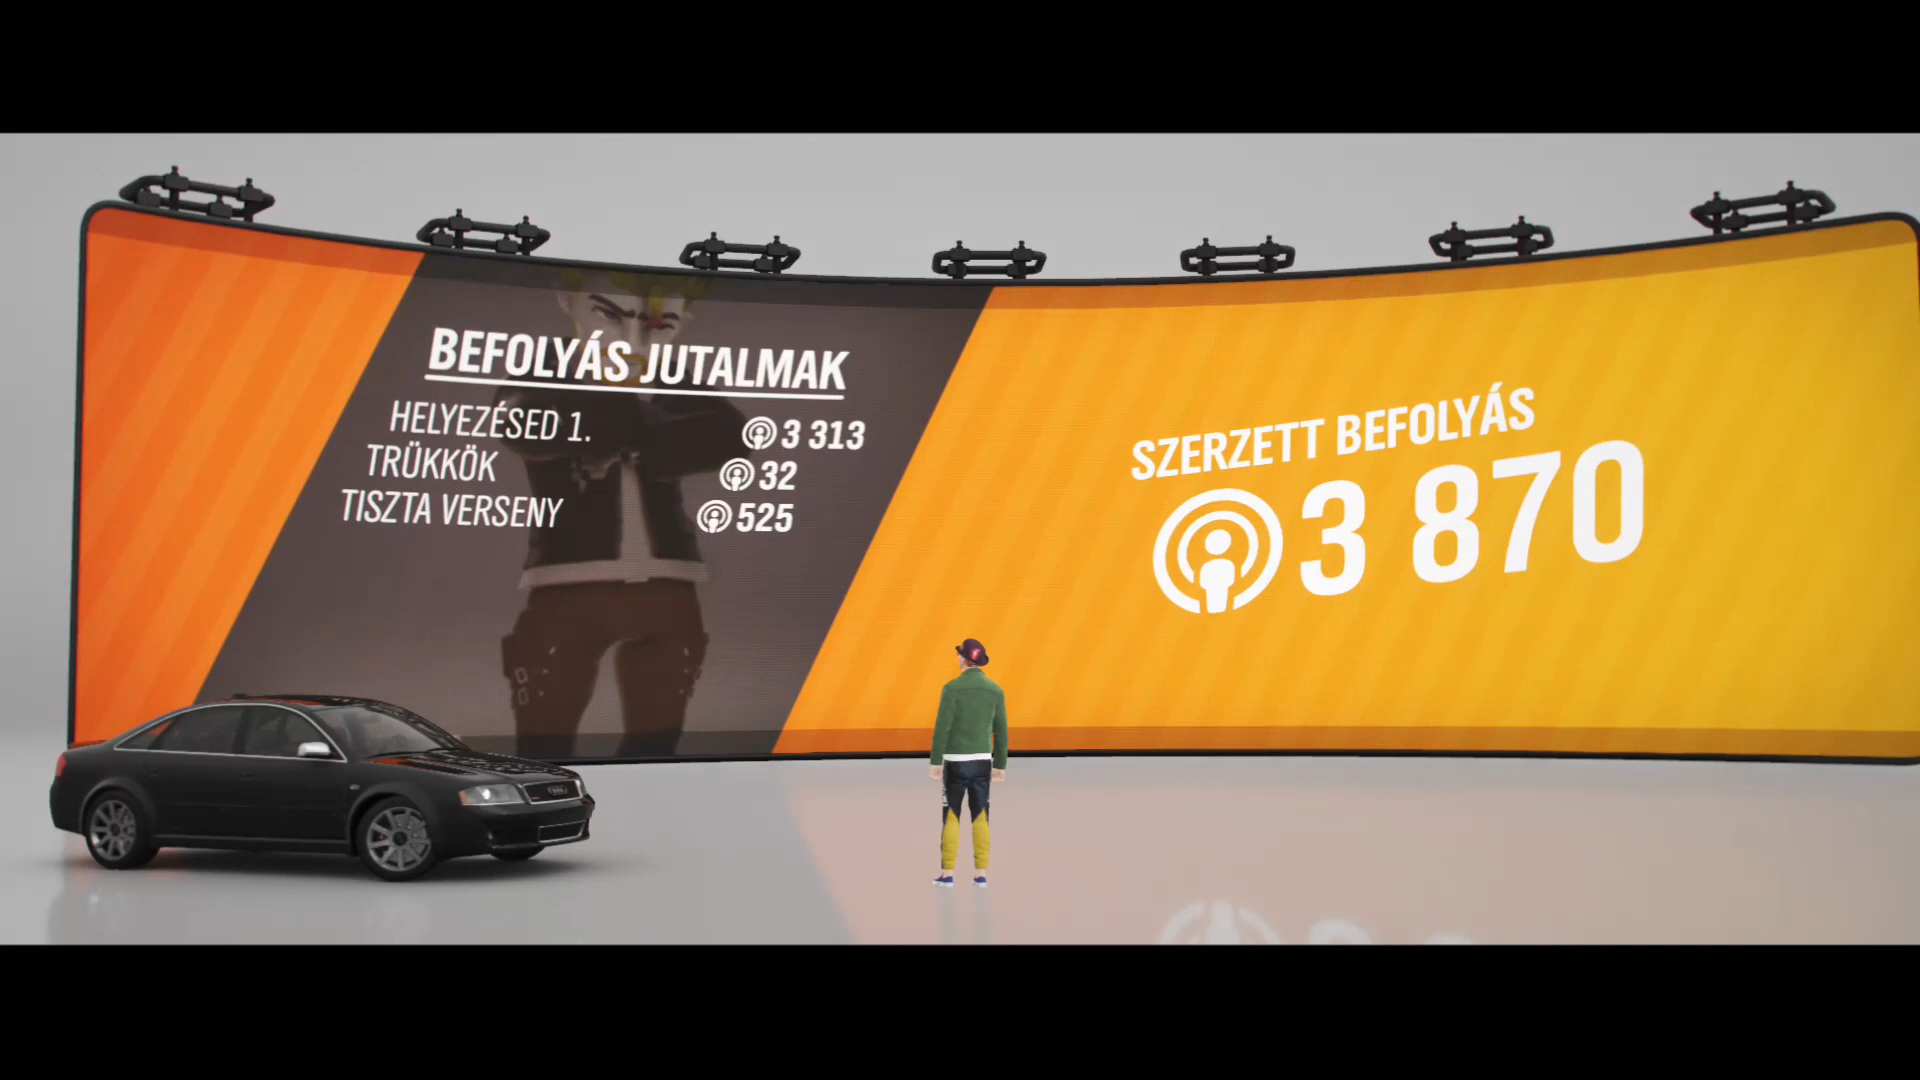 BEFOLYÁS JUTALMAK
HELYEZÉSED 1. 3 313
TRÜKKÖK 32
TISZTA VERSENY 525
SZERZETT BEFOLYÁS
3 870